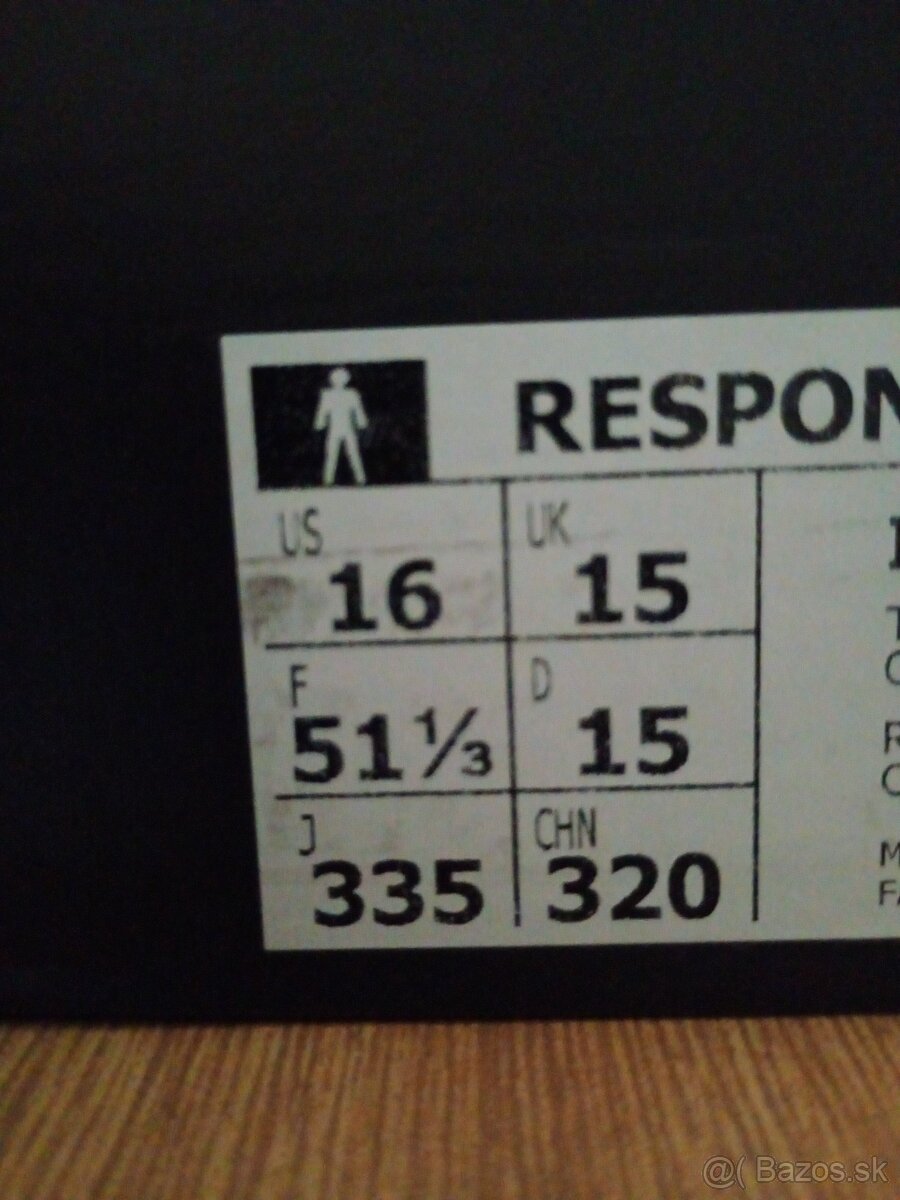 RESPON
US 16 UK 15
F 51⅓ D 15
J 335 CHN 320
@( Bazos.sk